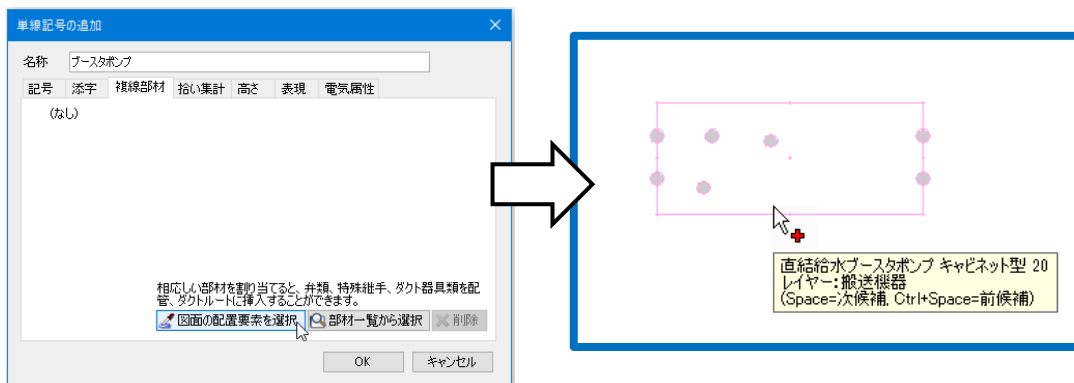 単線記号の追加
名称 ブースタポンプ
記号 添字 複線部材 拾い集計 高さ 表現 電気属性
(なし)
相応しい部材を割り当てると、弁類、特殊継手、ダクト器具類を配
管、ダクトルートに挿入することができます。
図面の配置要素を選択 部材一覧から選択 削除
OK キャンセル
直結給水ブースタポンプ キャビネット型 20
レイヤー:搬送機器
(Space=次候補, Ctrl+Space=前候補)